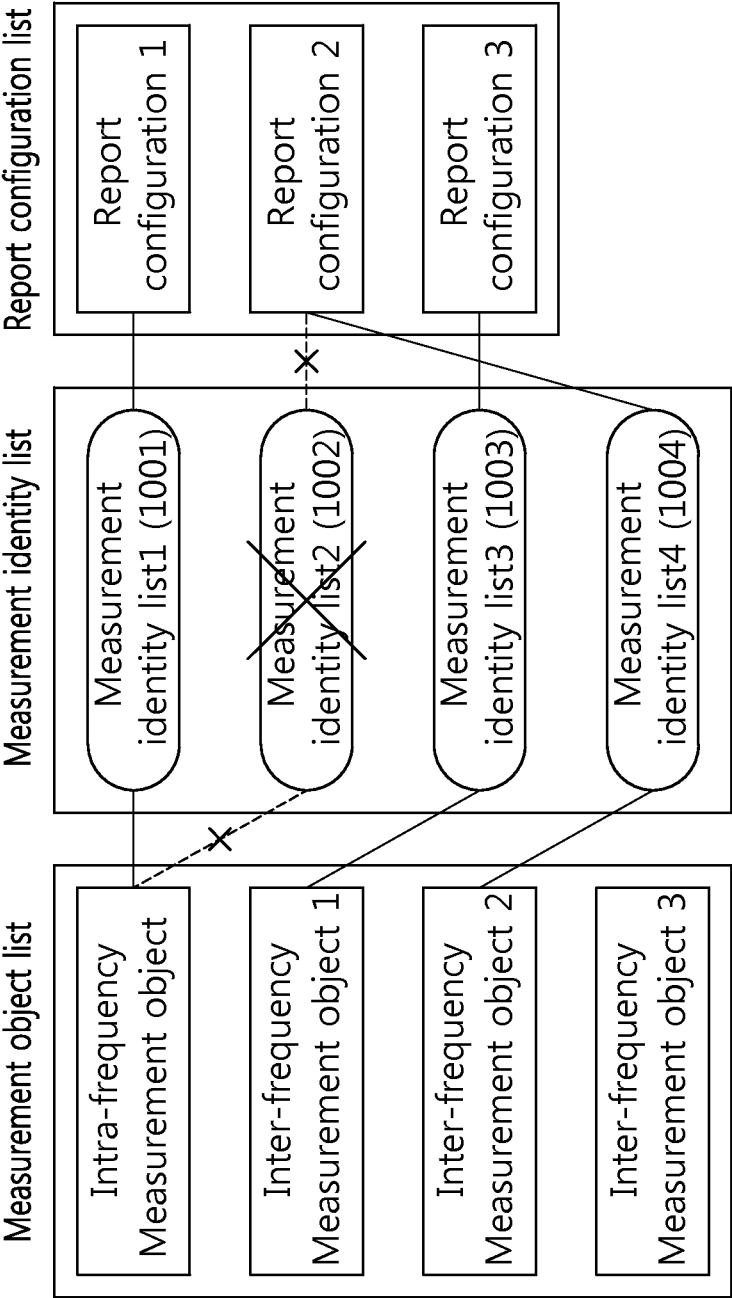 Measurement object list
Intra-frequency
Measurement object
Inter-frequency
Measurement object 1
Inter-frequency
Measurement object 2
Inter-frequency
Measurement object 3
Measurement identity list
Measurement
identity list1 (1001)
Measurement
identity list2 (1002)
Measurement
identity list3 (1003)
Measurement
identity list4 (1004)
Report configuration list
Report
configuration 1
Report
configuration 2
Report
configuration 3